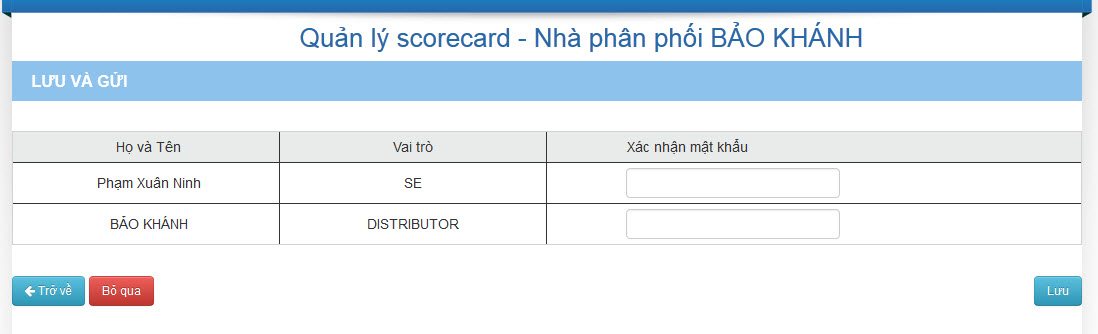 Quản lý scorecard - Nhà phân phối BẢO KHÁNH
LƯU VÀ GỬI
Họ và Tên Vai trò Xác nhận mật khẩu
Phạm Xuân Ninh SE
BẢO KHÁNH DISTRIBUTOR
Trở về Bỏ qua Lưu